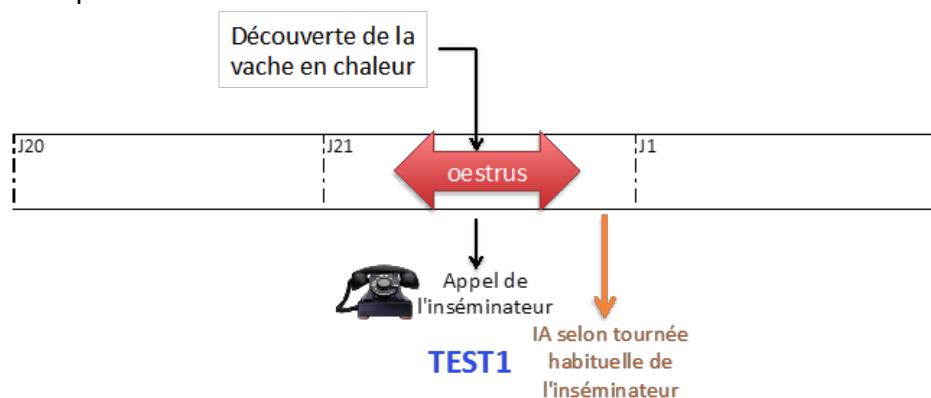 Découverte de la
vache en chaleur
J20
J21
J1
oestrus
Appel de
l'inséminateur
TEST1
IA selon tournée
habituelle de
l'inséminateur